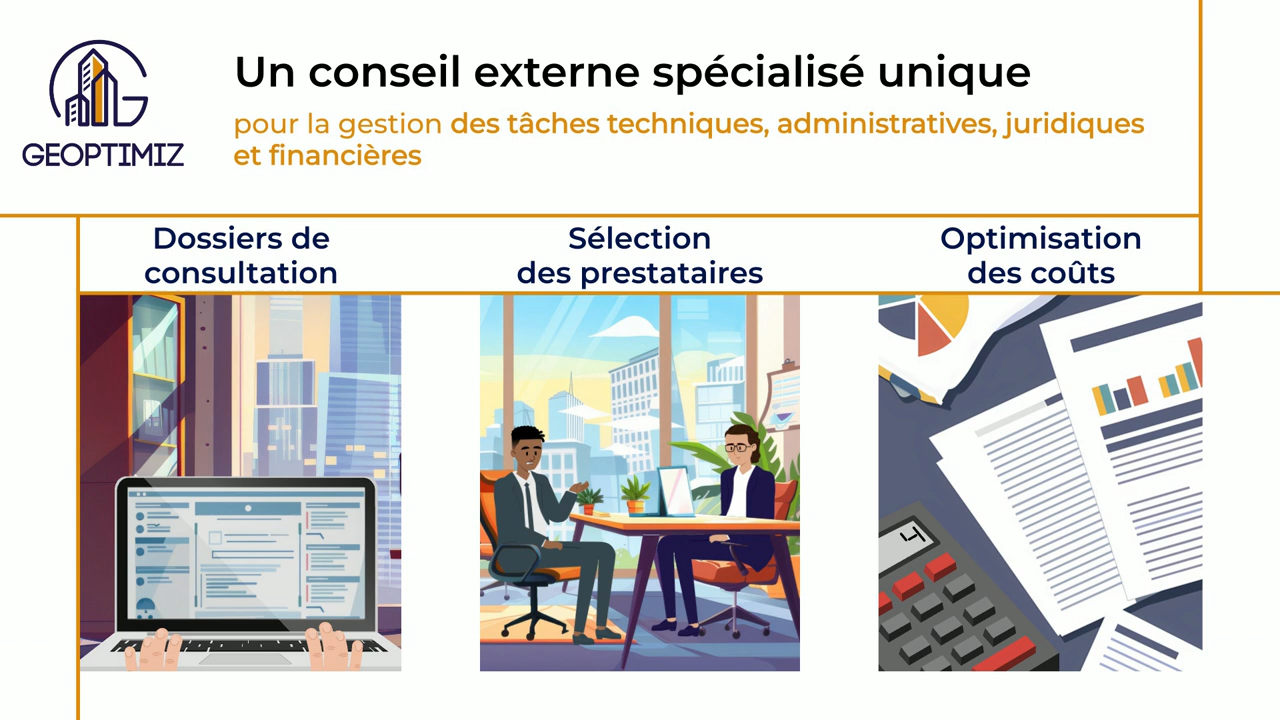 Un conseil externe spécialisé unique
pour la gestion des tâches techniques, administratives, juridiques
et financières
GEOPTIMIZ
Dossiers de
consultation
Sélection
des prestataires
Optimisation
des coûts